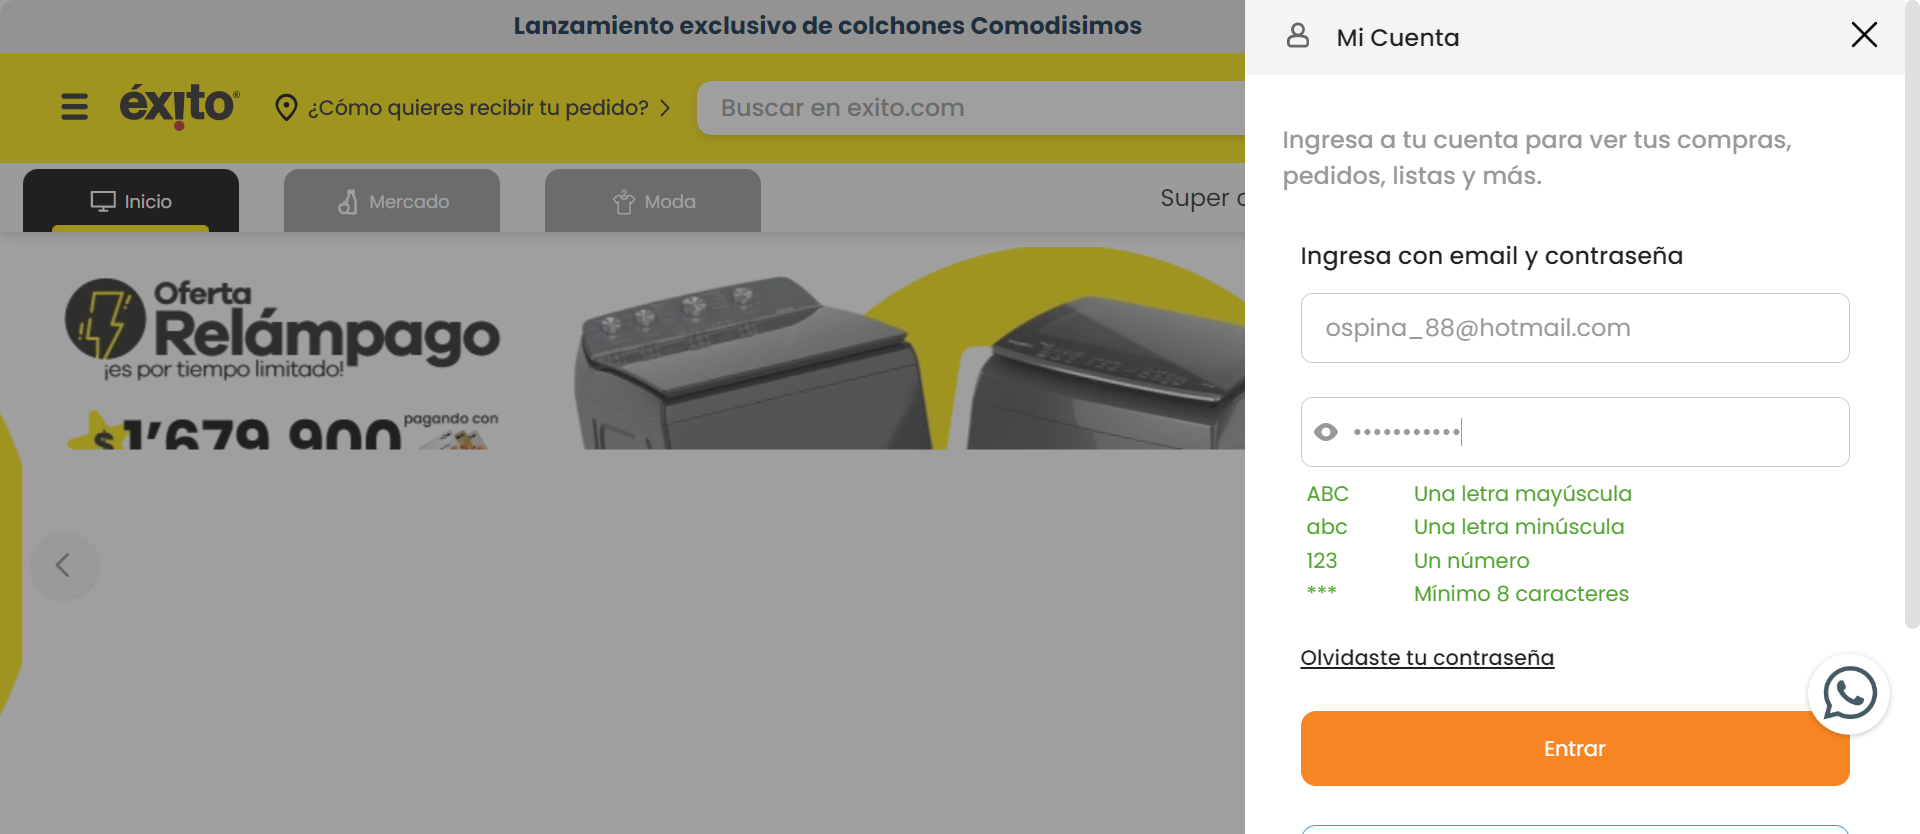 Lanzamiento exclusivo de colchones Comodisimos
éxito®
¿Cómo quieres recibir tu pedido?
Buscar en exito.com
Inicio
Mercado
Moda
Super
Oferta
Relámpago
¡es por tiempo limitado!
$1’679.900
pagando con
Mi Cuenta
Ingresa a tu cuenta para ver tus compras,
pedidos, listas y más.
Ingresa con email y contraseña
ospina_88@hotmail.com
•••••••••••
ABC Una letra mayúscula
abc Una letra minúscula
123 Un número
*** Mínimo 8 caracteres
Olvidaste tu contraseña
Entrar